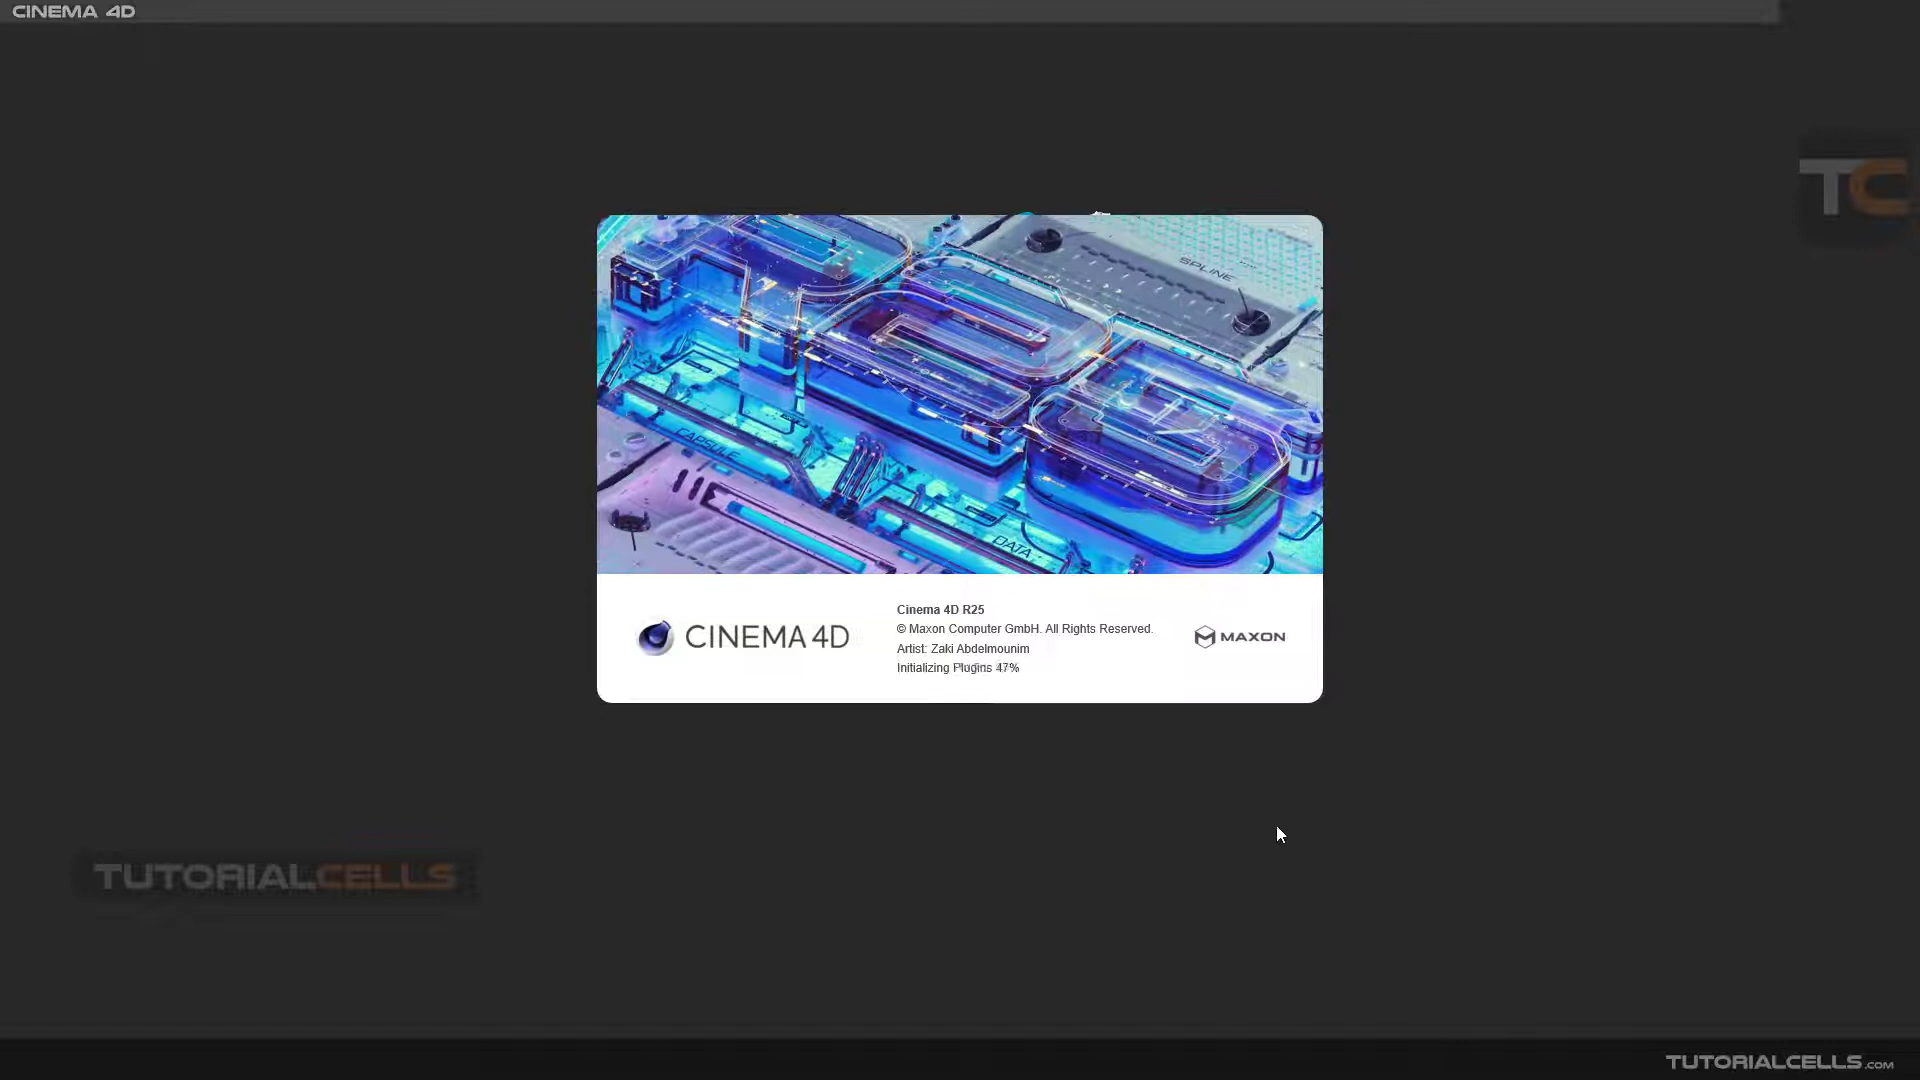 CINEMA 4D
TC
SPLINE
CAPSULE
DATA
CINEMA 4D
Cinema 4D R25
© Maxon Computer GmbH. All Rights Reserved.
Artist: Zaki Abdelmounim
Initializing Plugins 47%
MAXON
TUTORIALCELLS
TUTORIALCELLS.COM